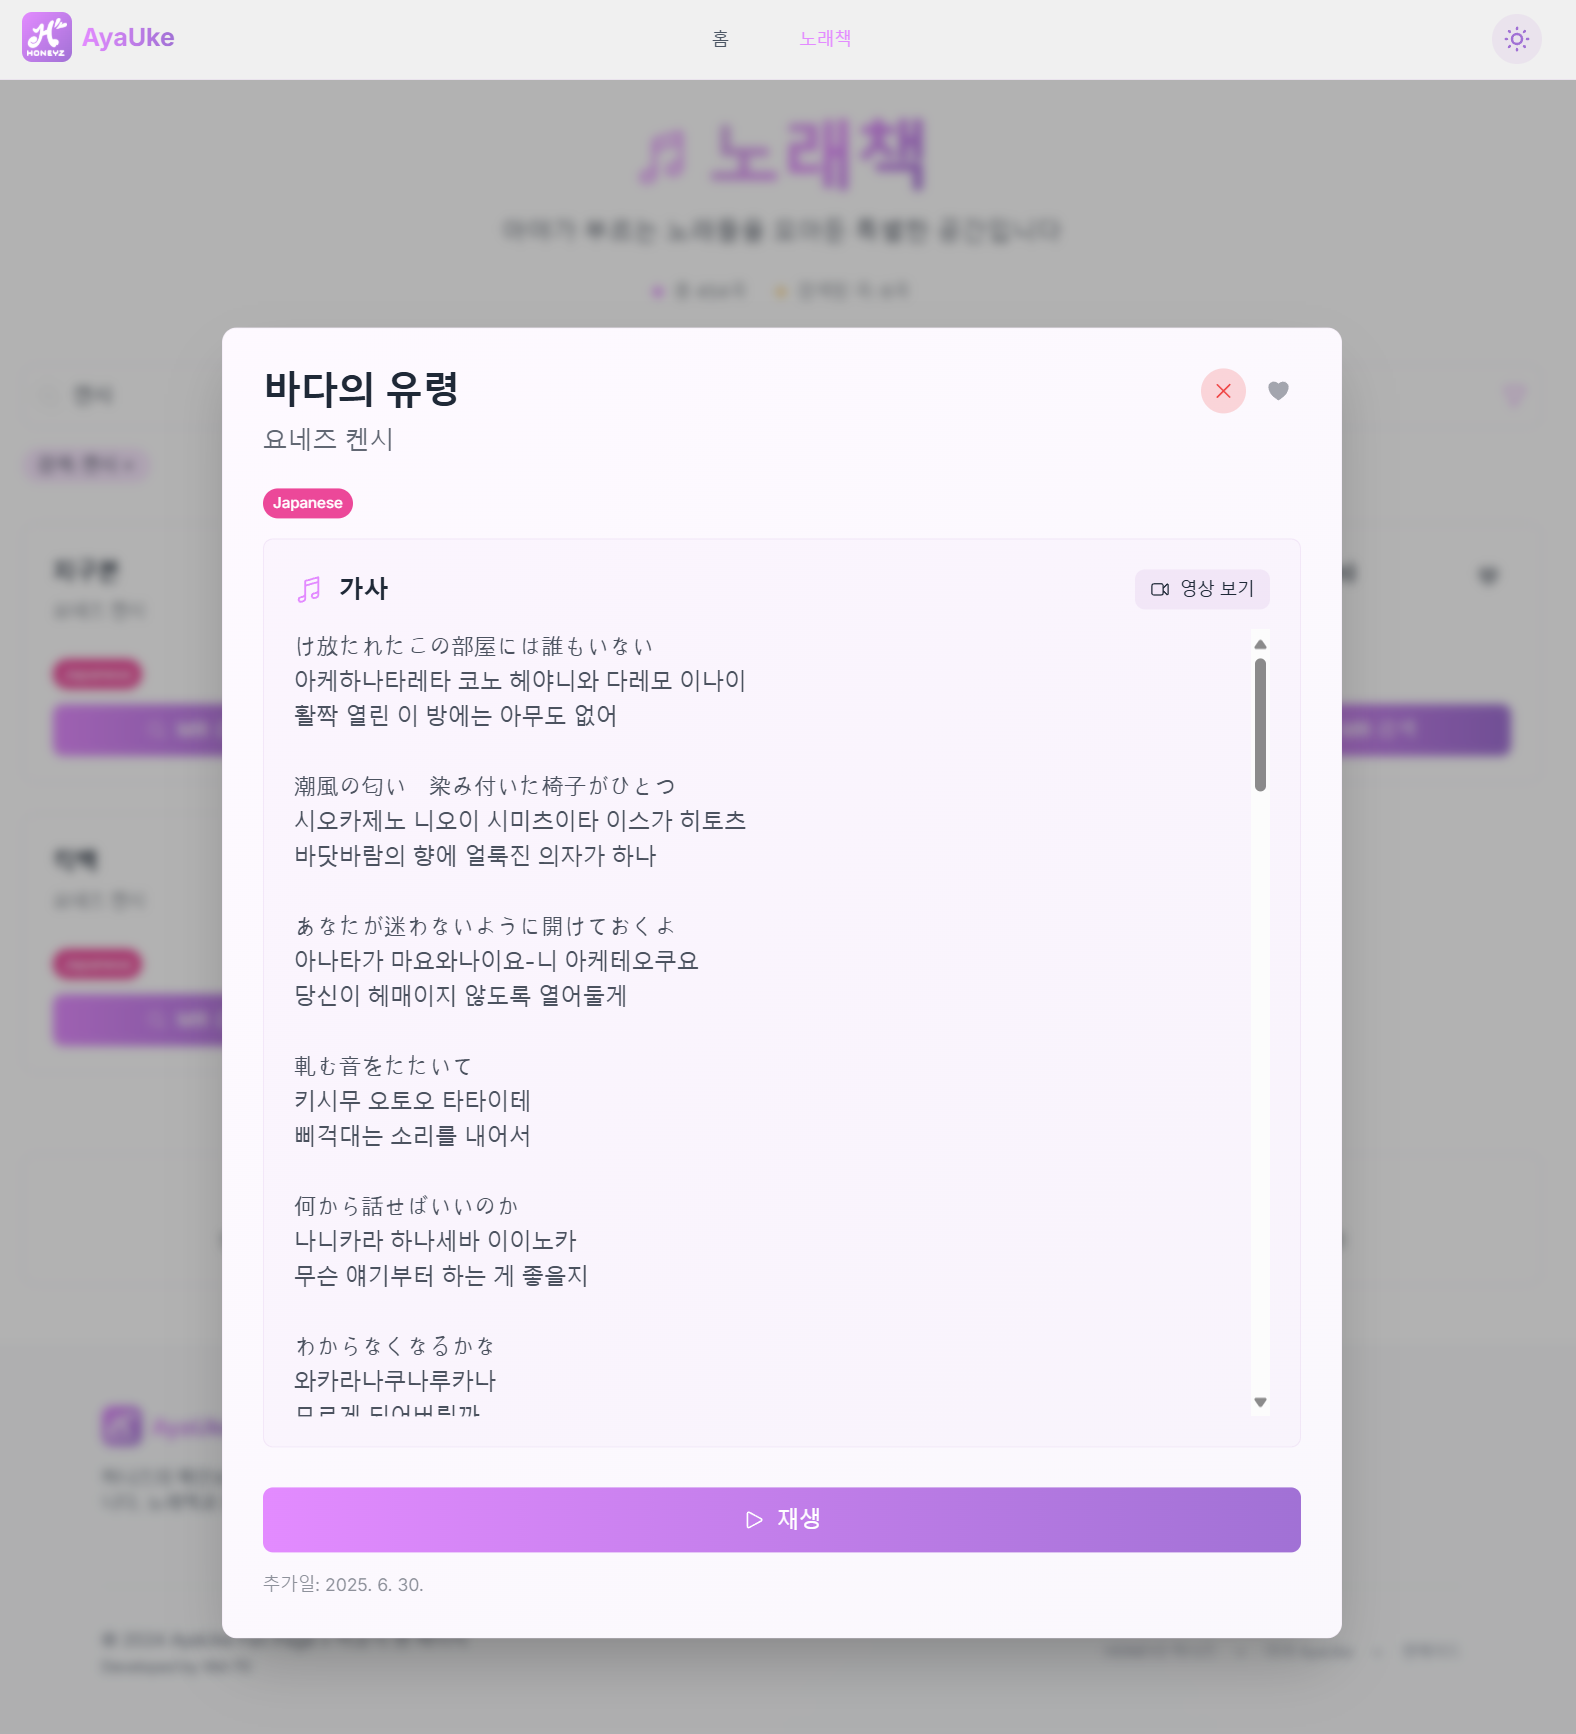 HONEYZ
AyaUke
홈
노래책
노래책
바다의 유령
요네즈 켄시
Japanese
가사
영상 보기
け放たれたこの部屋には誰もいない
아케하나타레타 코노 헤야니와 다레모 이나이
활짝 열린 이 방에는 아무도 없어
潮風の匂い　染み付いた椅子がひとつ
시오카제노 니오이 시미츠이타 이스가 히토츠
바닷바람의 향에 얼룩진 의자가 하나
あなたが迷わないように開けておくよ
아나타가 마요와나이요-니 아케테오쿠요
당신이 헤매이지 않도록 열어둘게
軋む音をたたいて
키시무 오토오 타타이테
삐걱대는 소리를 내어서
何から話せばいいのか
나니카라 하나세바 이이노카
무슨 얘기부터 하는 게 좋을지
わからなくなるかな
와카라나쿠나루카나
모르게 되어버릴까
재생
추가일: 2025. 6. 30.